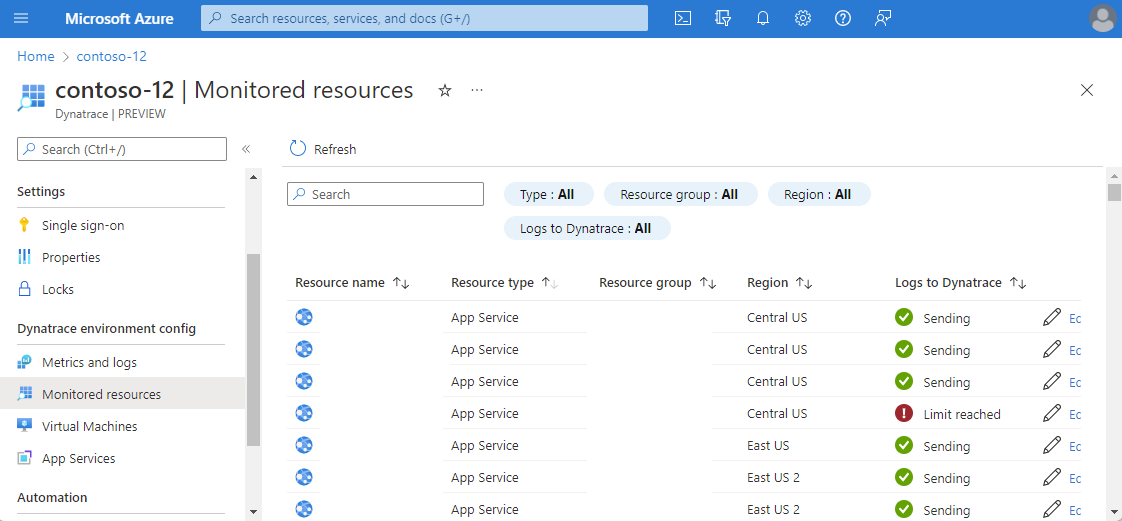 Microsoft Azure
Search resources, services, and docs (G+/)
Home > contoso-12
contoso-12 | Monitored resources
Dynatrace | PREVIEW
Search (Ctrl+/)
Refresh
Settings
Single sign-on
Properties
Locks
Dynatrace environment config
Metrics and logs
Monitored resources
Virtual Machines
App Services
Automation
Search
Type : All
Resource group : All
Region : All
Logs to Dynatrace : All
Resource name Resource type Resource group Region Logs to Dynatrace
App Service Central US Sending Ec
App Service Central US Sending Ec
App Service Central US Sending Ec
App Service Central US Limit reached Ec
App Service East US Sending Ec
App Service East US 2 Sending Ec
App Service East US 2 Sending Ec